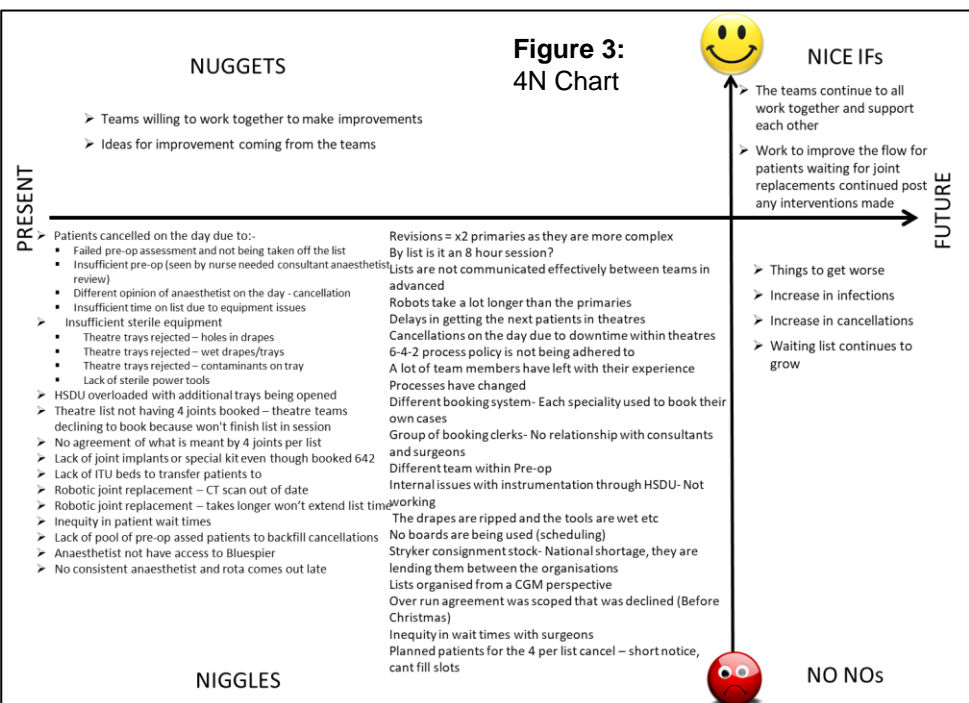 Figure 3:
4N Chart
NUGGETS
➢ Teams willing to work together to make improvements
➢ Ideas for improvement coming from the teams
NICE IFs
➢ The teams continue to all
work together and support
each other
➢ Work to improve the flow for
patients waiting for joint
replacements continued post
any interventions made
PRESENT
FUTURE
➢ Patients cancelled on the day due to:-
▪ Failed pre-op assessment and not being taken off the list
▪ Insufficient pre-op (seen by nurse needed consultant anaesthetist
review)
▪ Different opinion of anaesthetist on the day - cancellation
▪ Insufficient time on list due to equipment issues
➢ Insufficient sterile equipment
▪ Theatre trays rejected – holes in drapes
▪ Theatre trays rejected – wet drapes/trays
▪ Theatre trays rejected – contaminants on tray
▪ Lack of sterile power tools
➢ HSDU overloaded with additional trays being opened
➢ Theatre list not having 4 joints booked – theatre teams
declining to book because won't finish list in session
➢ No agreement of what is meant by 4 joints per list
➢ Lack of joint implants or special kit even though booked 642
➢ Lack of ITU beds to transfer patients to
➢ Robotic joint replacement – CT scan out of date
➢ Robotic joint replacement – takes longer won't extend list time
➢ Inequity in patient wait times
➢ Lack of pool of pre-op assed patients to backfill cancellations
➢ Anaesthetist not have access to Bluespier
➢ No consistent anaesthetist and rota comes out late
Revisions = x2 primaries as they are more complex
By list is it an 8 hour session?
Lists are not communicated effectively between teams in
advanced
Robots take a lot longer than the primaries
Delays in getting the next patients in theatres
Cancellations on the day due to downtime within theatres
6-4-2 process policy is not being adhered to
A lot of team members have left with their experience
Processes have changed
Different booking system- Each speciality used to book their
own cases
Group of booking clerks- No relationship with consultants
and surgeons
Different team within Pre-op
Internal issues with instrumentation through HSDU- Not
working
The drapes are ripped and the tools are wet etc
No boards are being used (scheduling)
Stryker consignment stock- National shortage, they are
lending them between the organisations
Lists organised from a CGM perspective
Over run agreement was scoped that was declined (Before
Christmas)
Inequity in wait times with surgeons
Planned patients for the 4 per list cancel – short notice,
cant fill slots
➢ Things to get worse
➢ Increase in infections
➢ Increase in cancellations
➢ Waiting list continues to
grow
NIGGLES
NO NOs